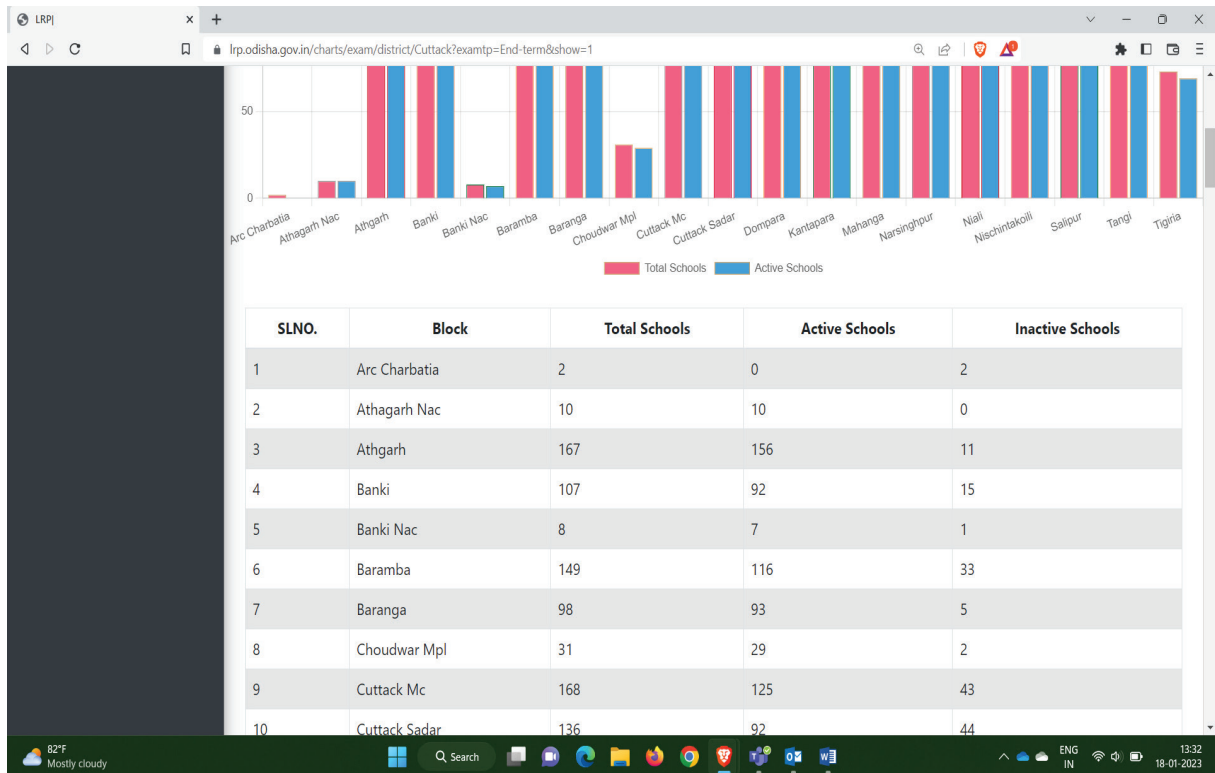 LRP|
lrp.odisha.gov.in/charts/exam/district/Cuttack?examtp=End-term&show=1
50
0
Arc Charbatia Athagarh Nac Athgarh Banki Banki Nac Baramba Baranga Choudwar Mpl Cuttack Mc Cuttack Sadar Dompara Kantapara Mahanga Narsinghpur Niali Nischintakoili Salipur Tangi Tigiria
Total Schools Active Schools
SLNO. Block Total Schools Active Schools Inactive Schools
1 Arc Charbatia 2 0 2
2 Athagarh Nac 10 10 0
3 Athgarh 167 156 11
4 Banki 107 92 15
5 Banki Nac 8 7 1
6 Baramba 149 116 33
7 Baranga 98 93 5
8 Choudwar Mpl 31 29 2
9 Cuttack Mc 168 125 43
10 Cuttack Sadar 136 92 44
82°F
Mostly cloudy
Search
ENG
IN
13:32
18-01-2023